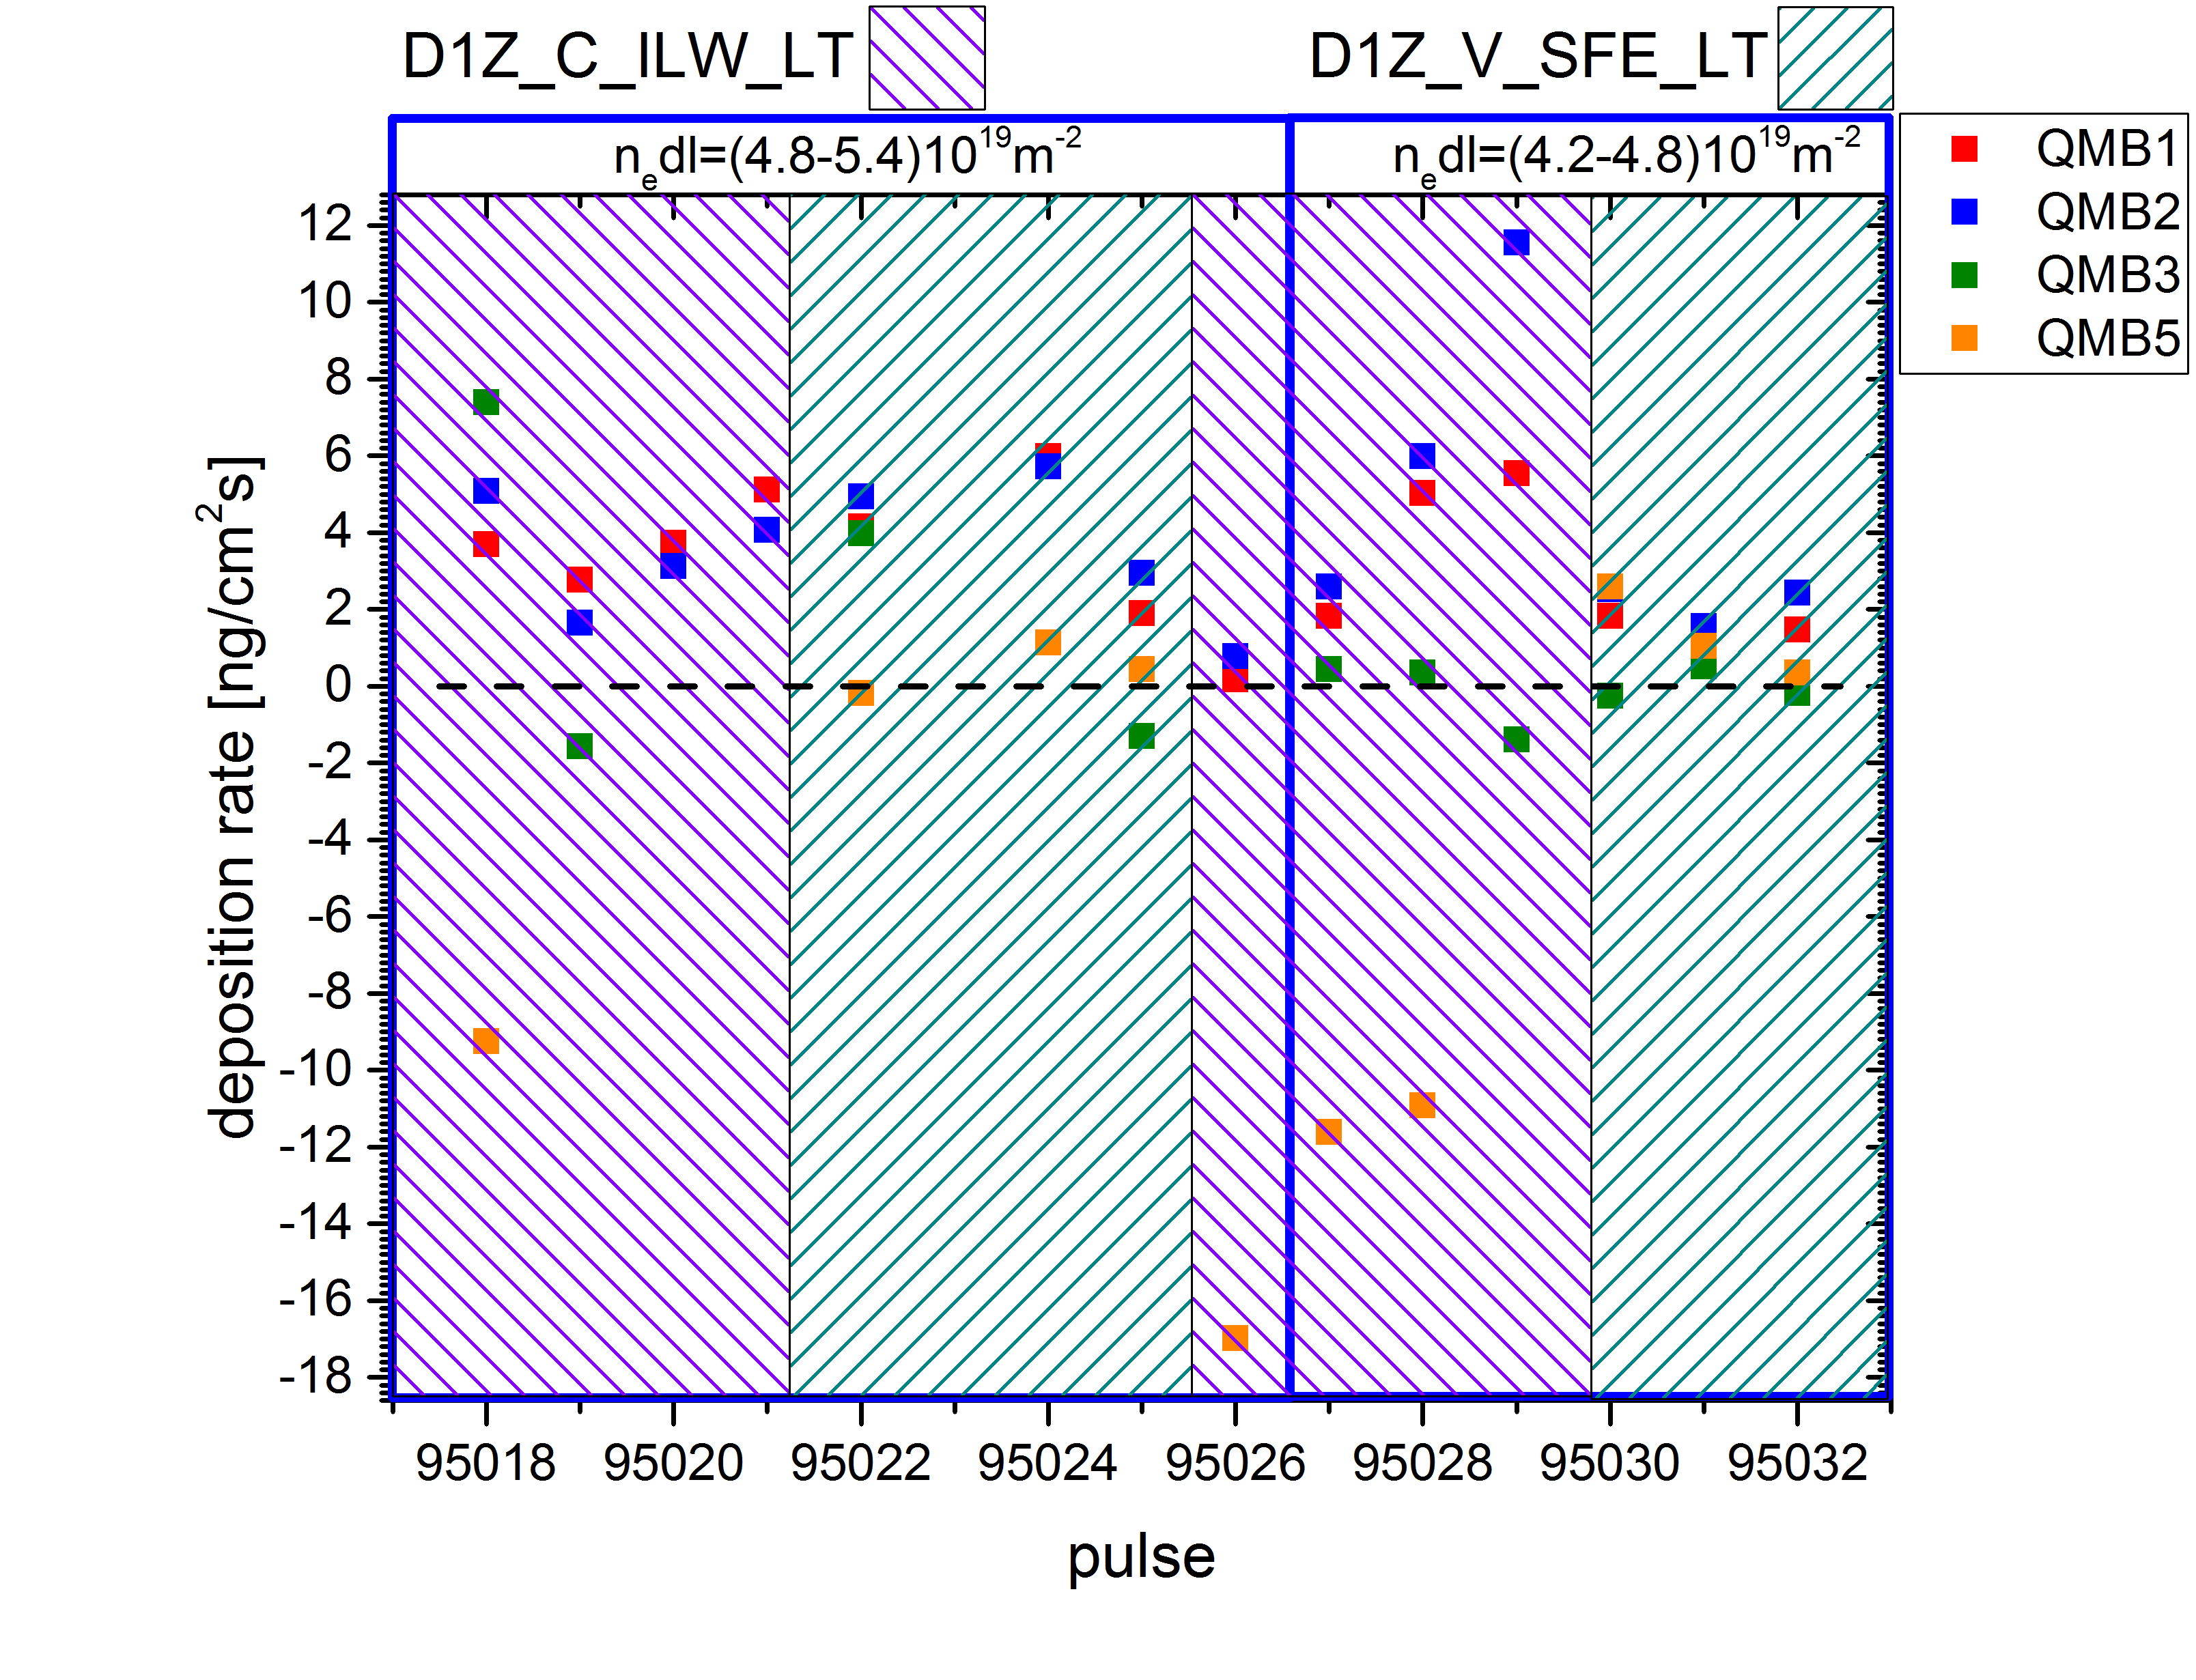 D1Z_C_ILW_LT
D1Z_V_SFE_LT
nₑdl=(4.8-5.4)10¹⁹m⁻²
nₑdl=(4.2-4.8)10¹⁹m⁻²
QMB1
QMB2
QMB3
QMB5
deposition rate [ng/cm²s]
12
10
8
6
4
2
0
-2
-4
-6
-8
-10
-12
-14
-16
-18
95018 95020 95022 95024 95026 95028 95030 95032
pulse